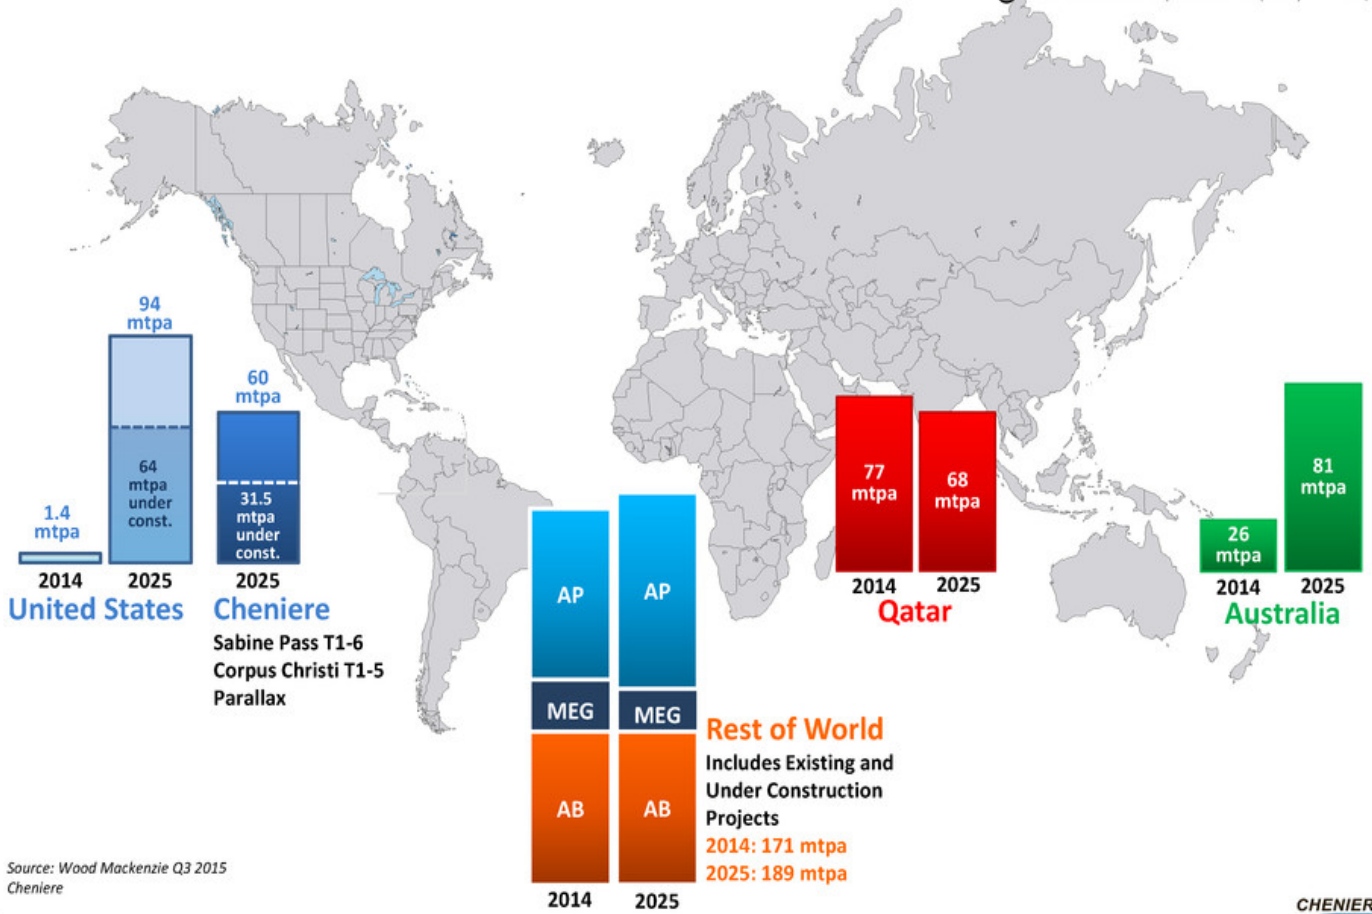 94
mtpa
64
mtpa
under
const.
1.4
mtpa
2014
2025
United States
60
mtpa
31.5
mtpa
under
const.
2025
Cheniere
Sabine Pass T1-6
Corpus Christi T1-5
Parallax
AP
MEG
AB
2014
AP
MEG
AB
2025
Rest of World
Includes Existing and
Under Construction
Projects
2014: 171 mtpa
2025: 189 mtpa
77
mtpa
2014
68
mtpa
2025
Qatar
26
mtpa
2014
81
mtpa
2025
Australia
Source: Wood Mackenzie Q3 2015
Cheniere
CHENIER